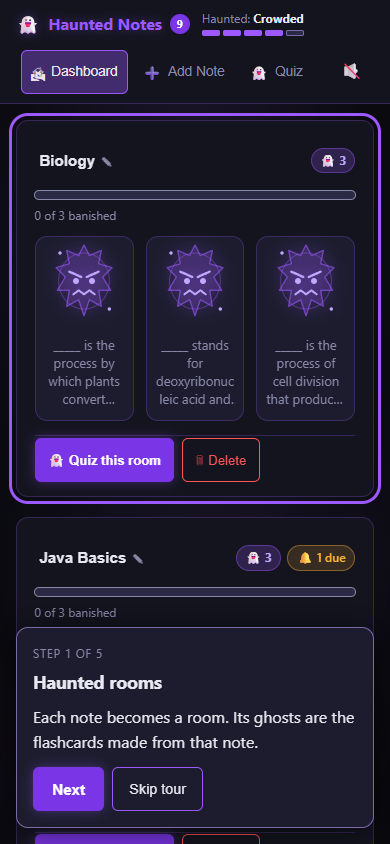 Haunted Notes 9
Haunted: Crowded
Dashboard
Add Note
Quiz
Biology
3
0 of 3 banished
_____ is the
process by
which plants
convert...
_____ stands
for
deoxyribonuc
leic acid and.
_____ is the
process of
cell division
that produc...
Quiz this room
Delete
Java Basics
3
1 due
0 of 3 banished
STEP 1 OF 5
Haunted rooms
Each note becomes a room. Its ghosts are the
flashcards made from that note.
Next
Skip tour